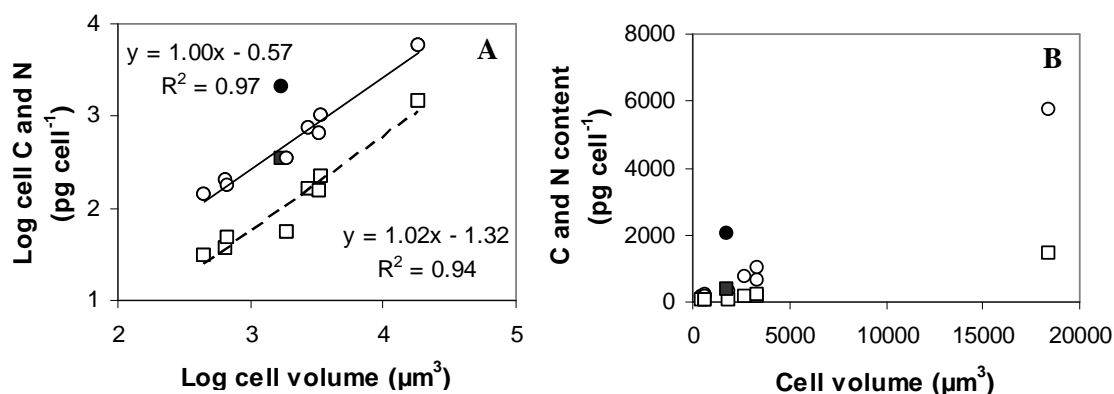 Log cell C and N
(pg cell⁻¹)
4
3
2
1
y = 1.00x - 0.57
R² = 0.97
A
y = 1.02x - 1.32
R² = 0.94
2 3 4 5
Log cell volume (µm³)
C and N content
(pg cell⁻¹)
8000
6000
4000
2000
0
B
0 5000 10000 15000 20000
Cell volume (µm³)